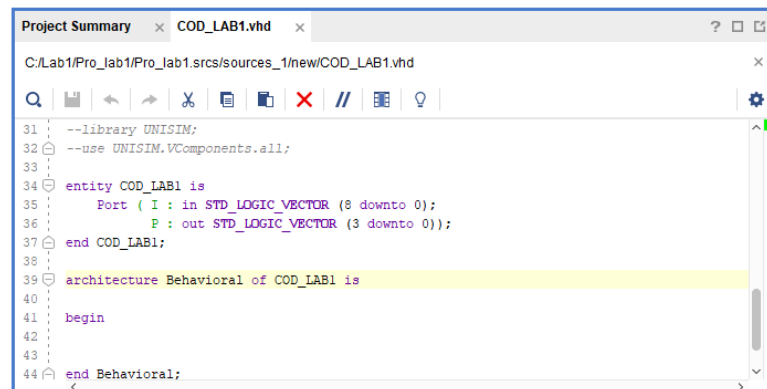 Project Summary × COD_LAB1.vhd ×
C:/Lab1/Pro_lab1/Pro_lab1.srcs/sources_1/new/COD_LAB1.vhd
31 --library UNISIM;
32 --use UNISIM.VComponents.all;
33
34 entity COD_LAB1 is
35 Port ( I : in STD_LOGIC_VECTOR (8 downto 0);
36 P : out STD_LOGIC_VECTOR (3 downto 0));
37 end COD_LAB1;
38
39 architecture Behavioral of COD_LAB1 is
40
41 begin
42
43
44 end Behavioral;